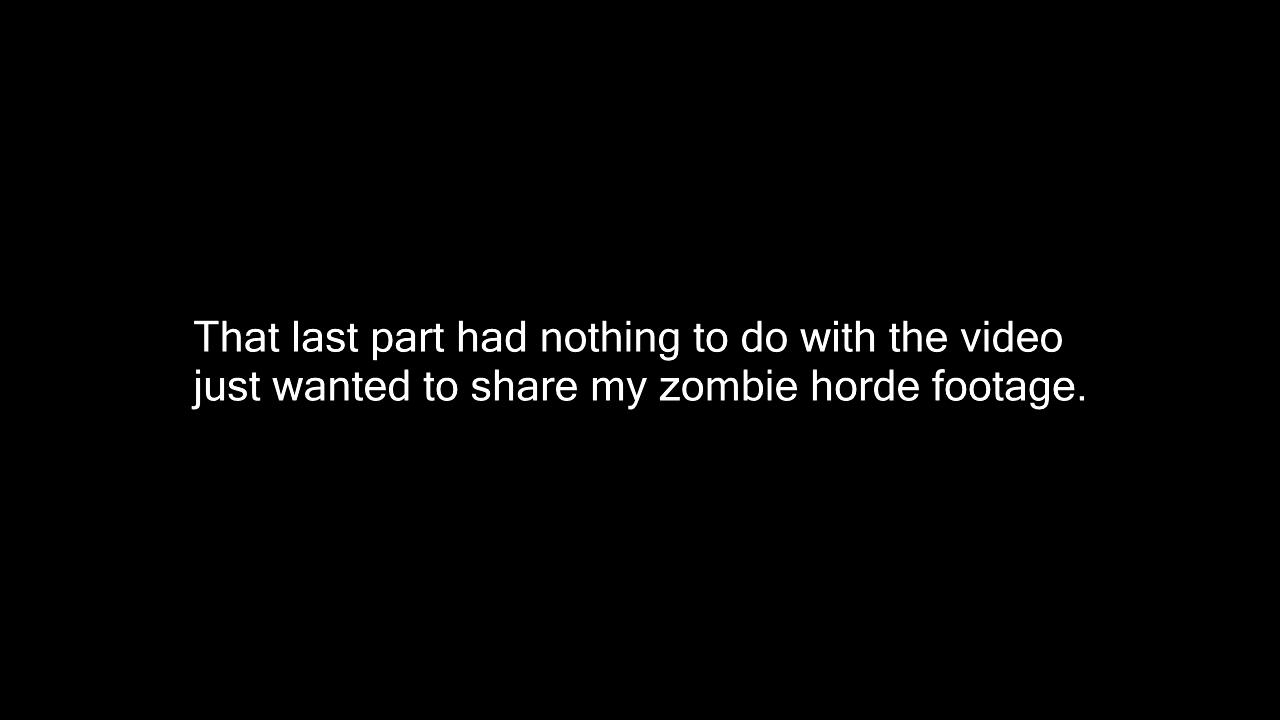 That last part had nothing to do with the video
just wanted to share my zombie horde footage.